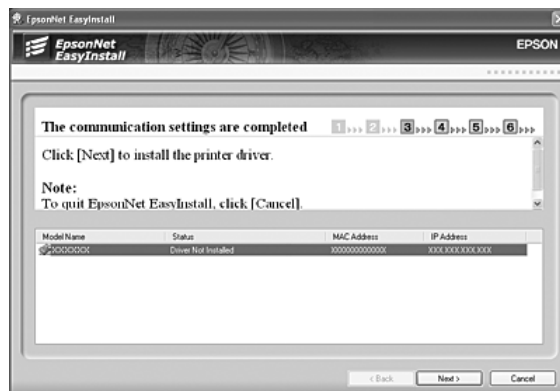 EpsonNet EasyInstall
EpsonNet
EasyInstall
EPSON
The communication settings are completed
1 2 3 4 5 6
Click [Next] to install the printer driver.
Note:
To quit EpsonNet EasyInstall, click [Cancel].
Model Name Status MAC Address IP Address
XXXXXXX Driver Not Installed XXXXXXXXXXXX XXX.XXX.XXX.XXX
< Back Next > Cancel